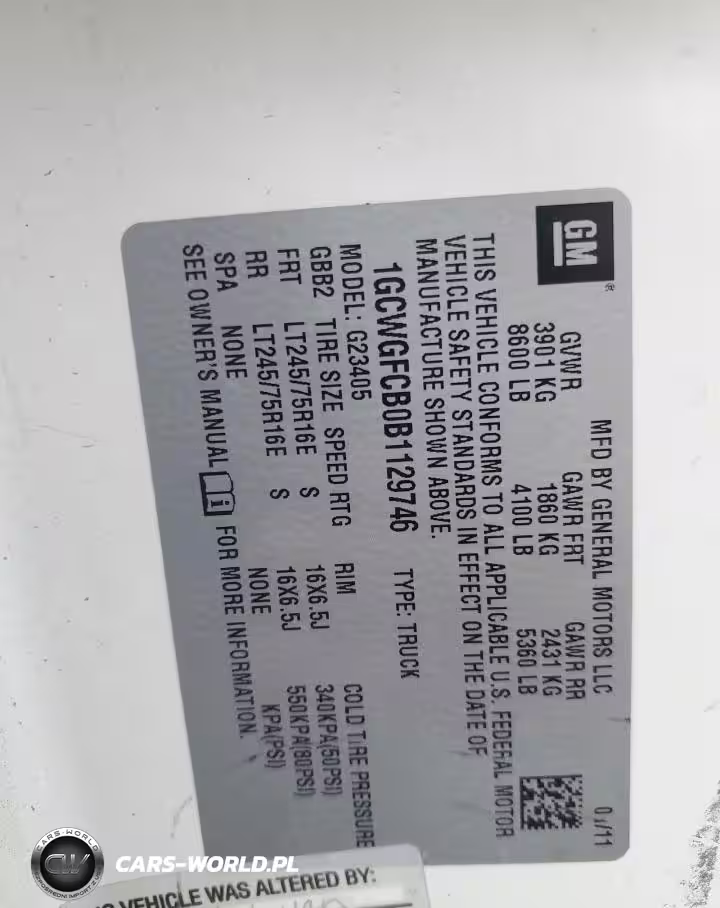 GM
MFD BY GENERAL MOTORS LLC
GVWR GAWR FRT GAWR RR
3901 KG 1860 KG 2431 KG
8600 LB 4100 LB 5360 LB
THIS VEHICLE CONFORMS TO ALL APPLICABLE U.S. FEDERAL MOTOR
VEHICLE SAFETY STANDARDS IN EFFECT ON THE DATE OF
MANUFACTURE SHOWN ABOVE.
1GCWGFCB0B1129746 TYPE: TRUCK
MODEL: G23405
GBB2 TIRE SIZE SPEED RTG RIM COLD TIRE PRESSURE
FRT LT245/75R16E S 16X6.5J 340KPA(50PSI)
RR LT245/75R16E S 16X6.5J 550KPA(80PSI)
SPA NONE NONE KPA(PSI)
SEE OWNER'S MANUAL FOR MORE INFORMATION.
VEHICLE WAS ALTERED BY:
CARS-WORLD
CW
CARS-WORLD.PL